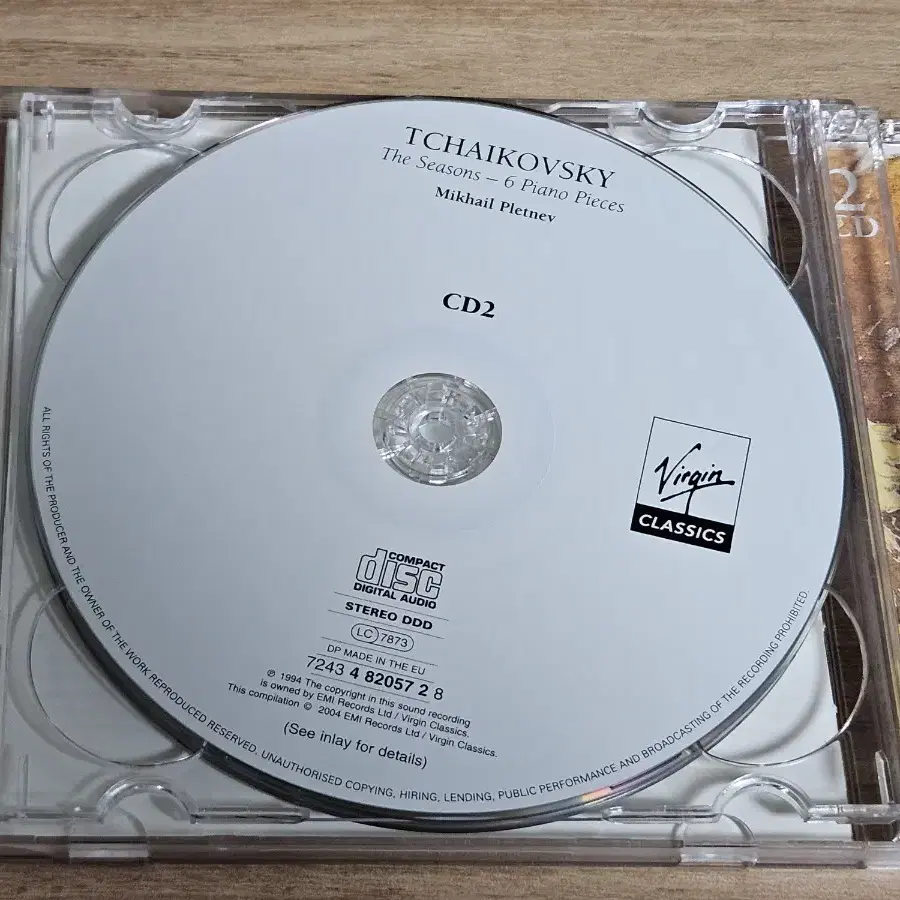 TCHAIKOVSKY
The Seasons – 6 Piano Pieces
Mikhail Pletnev
CD2
2
CD
Virgin
CLASSICS
COMPACT
disc
DIGITAL AUDIO
STEREO DDD
LC 7873
DP MADE IN THE EU
7243 4 82057 2 8
℗ 1994 The copyright in this sound recording
is owned by EMI Records Ltd / Virgin Classics.
This compilation © 2004 EMI Records Ltd / Virgin Classics.
(See inlay for details)
ALL RIGHTS OF THE PRODUCER AND THE OWNER OF THE WORK REPRODUCED RESERVED. UNAUTHORISED COPYING, HIRING, LENDING, PUBLIC PERFORMANCE AND BROADCASTING OF THE RECORDING PROHIBITED.